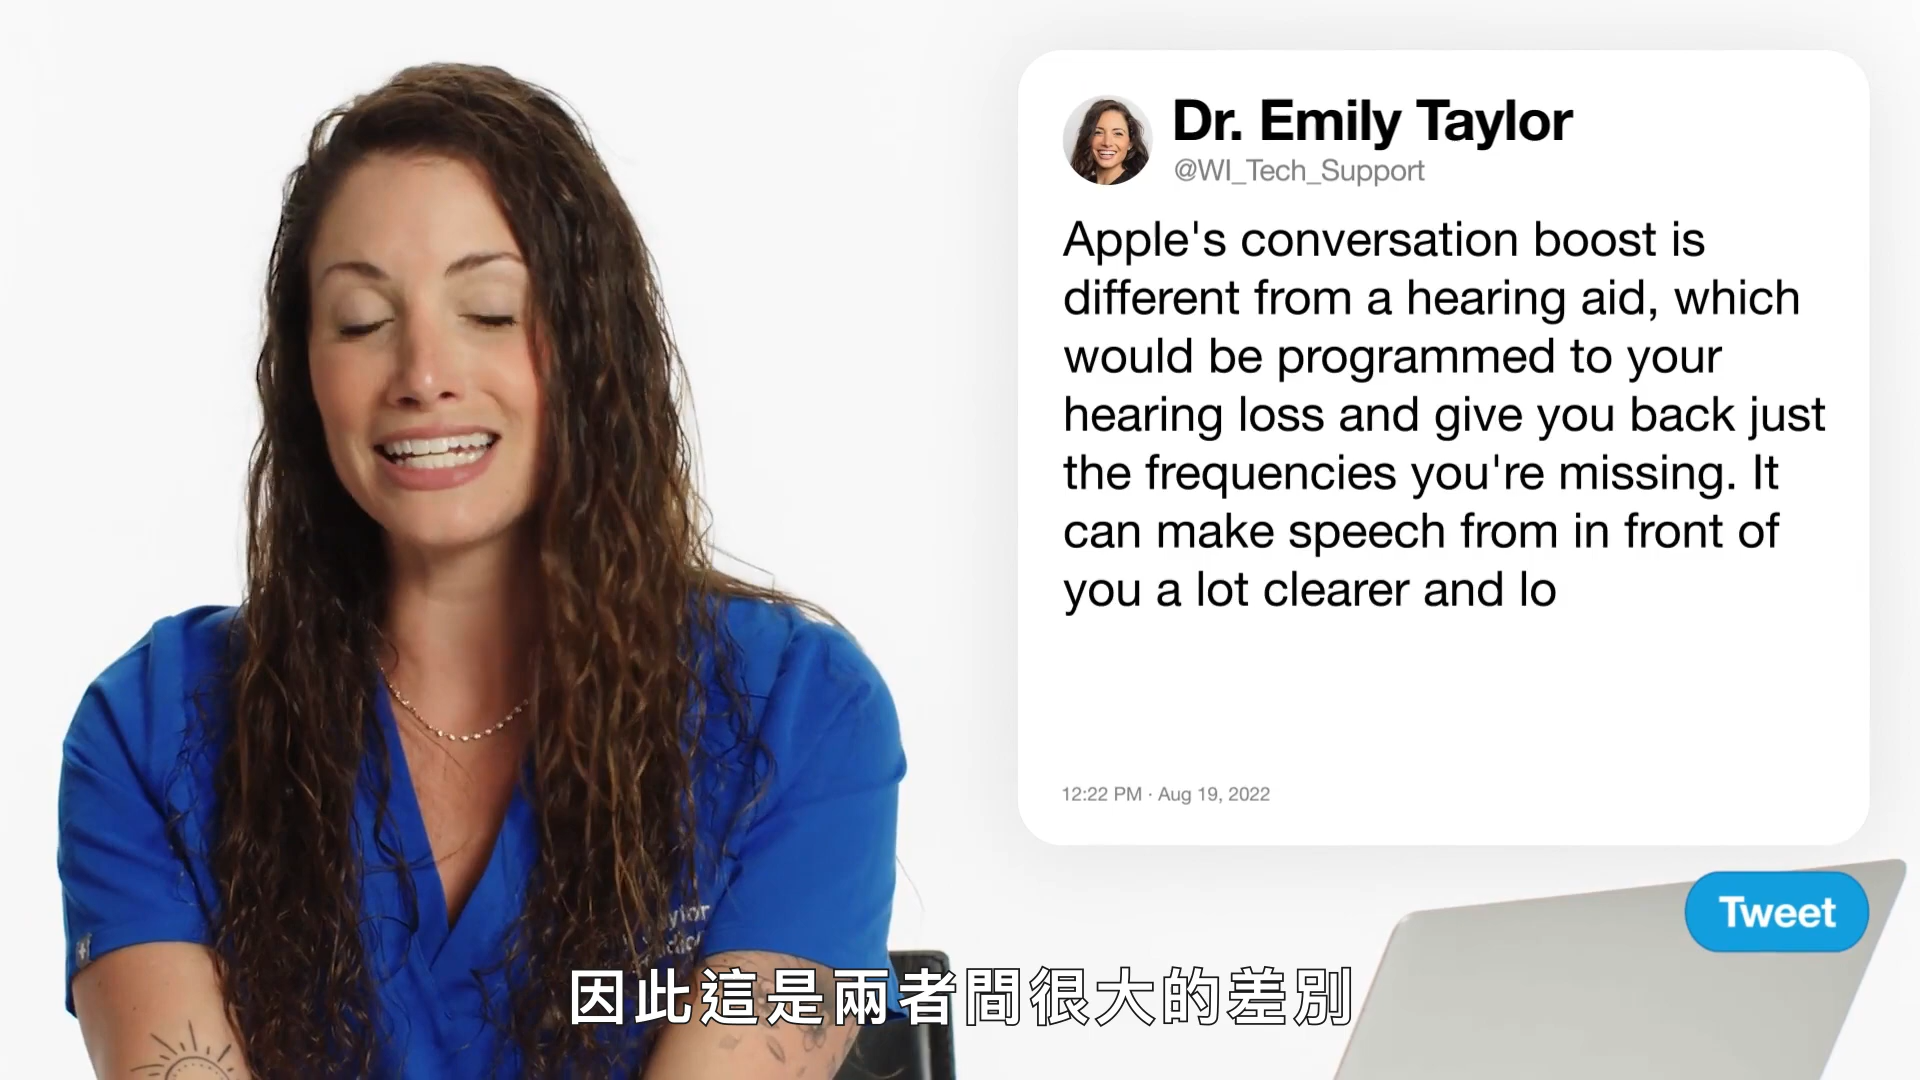 Dr. Emily Taylor
@WI_Tech_Support
Apple's conversation boost is
different from a hearing aid, which
would be programmed to your
hearing loss and give you back just
the frequencies you're missing. It
can make speech from in front of
you a lot clearer and lo
12:22 PM · Aug 19, 2022
Tweet
因此這是兩者間很大的差別